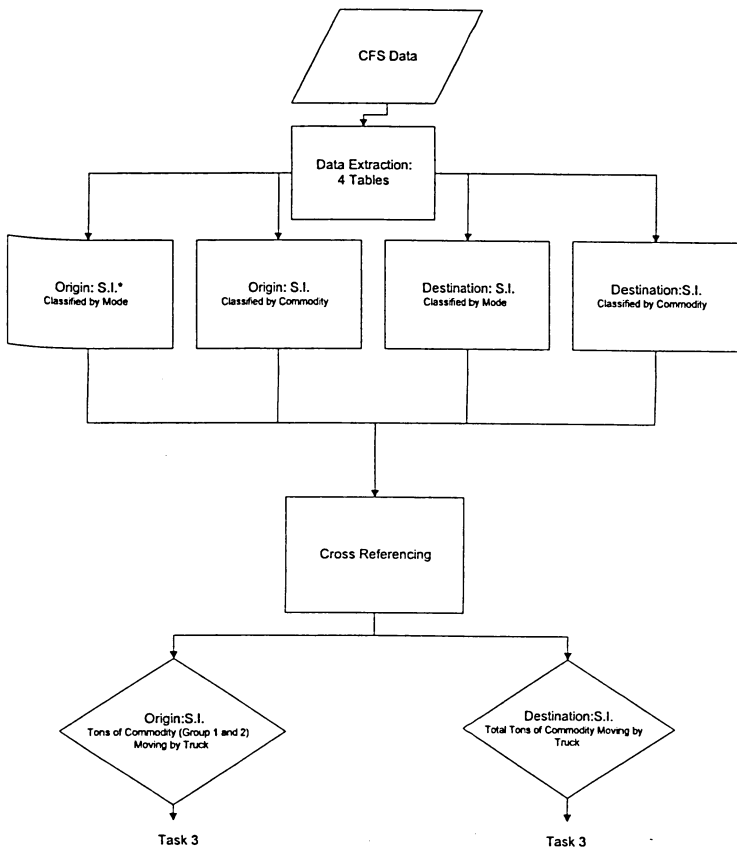 CFS Data
Data Extraction:
4 Tables
Origin: S.I.*
Classified by Mode
Origin: S.I.
Classified by Commodity
Destination: S.I.
Classified by Mode
Destination:S.I.
Classified by Commodity
Cross Referencing
Origin:S.I.
Tons of Commodity (Group 1 and 2)
Moving by Truck
Destination:S.I.
Total Tons of Commodity Moving by
Truck
Task 3
Task 3